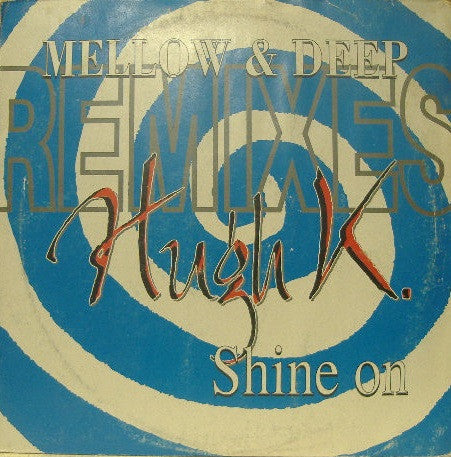 MELLOW & DEEP
REMIXES
Hugh K.
Shine on